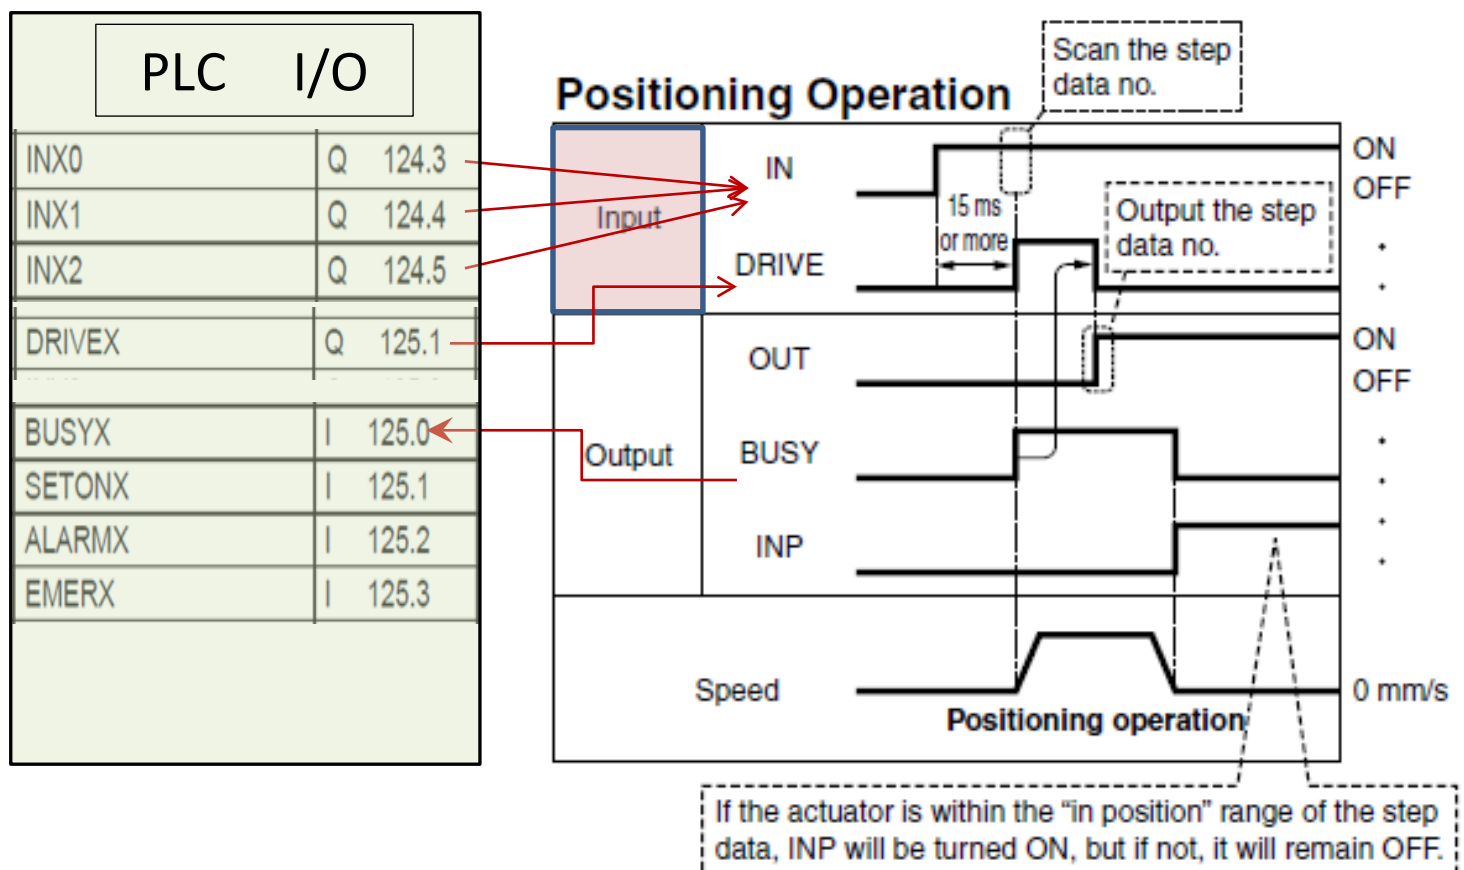 PLC I/O
INX0 Q 124.3
INX1 Q 124.4
INX2 Q 124.5
DRIVEX Q 125.1
BUSYX I 125.0
SETONX I 125.1
ALARMX I 125.2
EMERX I 125.3
Positioning Operation
Scan the step
data no.
Input
IN
ON
OFF
15 ms
or more
Output the step
data no.
DRIVE
Output
OUT
ON
OFF
BUSY
INP
Speed
0 mm/s
Positioning operation
If the actuator is within the “in position” range of the step
data, INP will be turned ON, but if not, it will remain OFF.